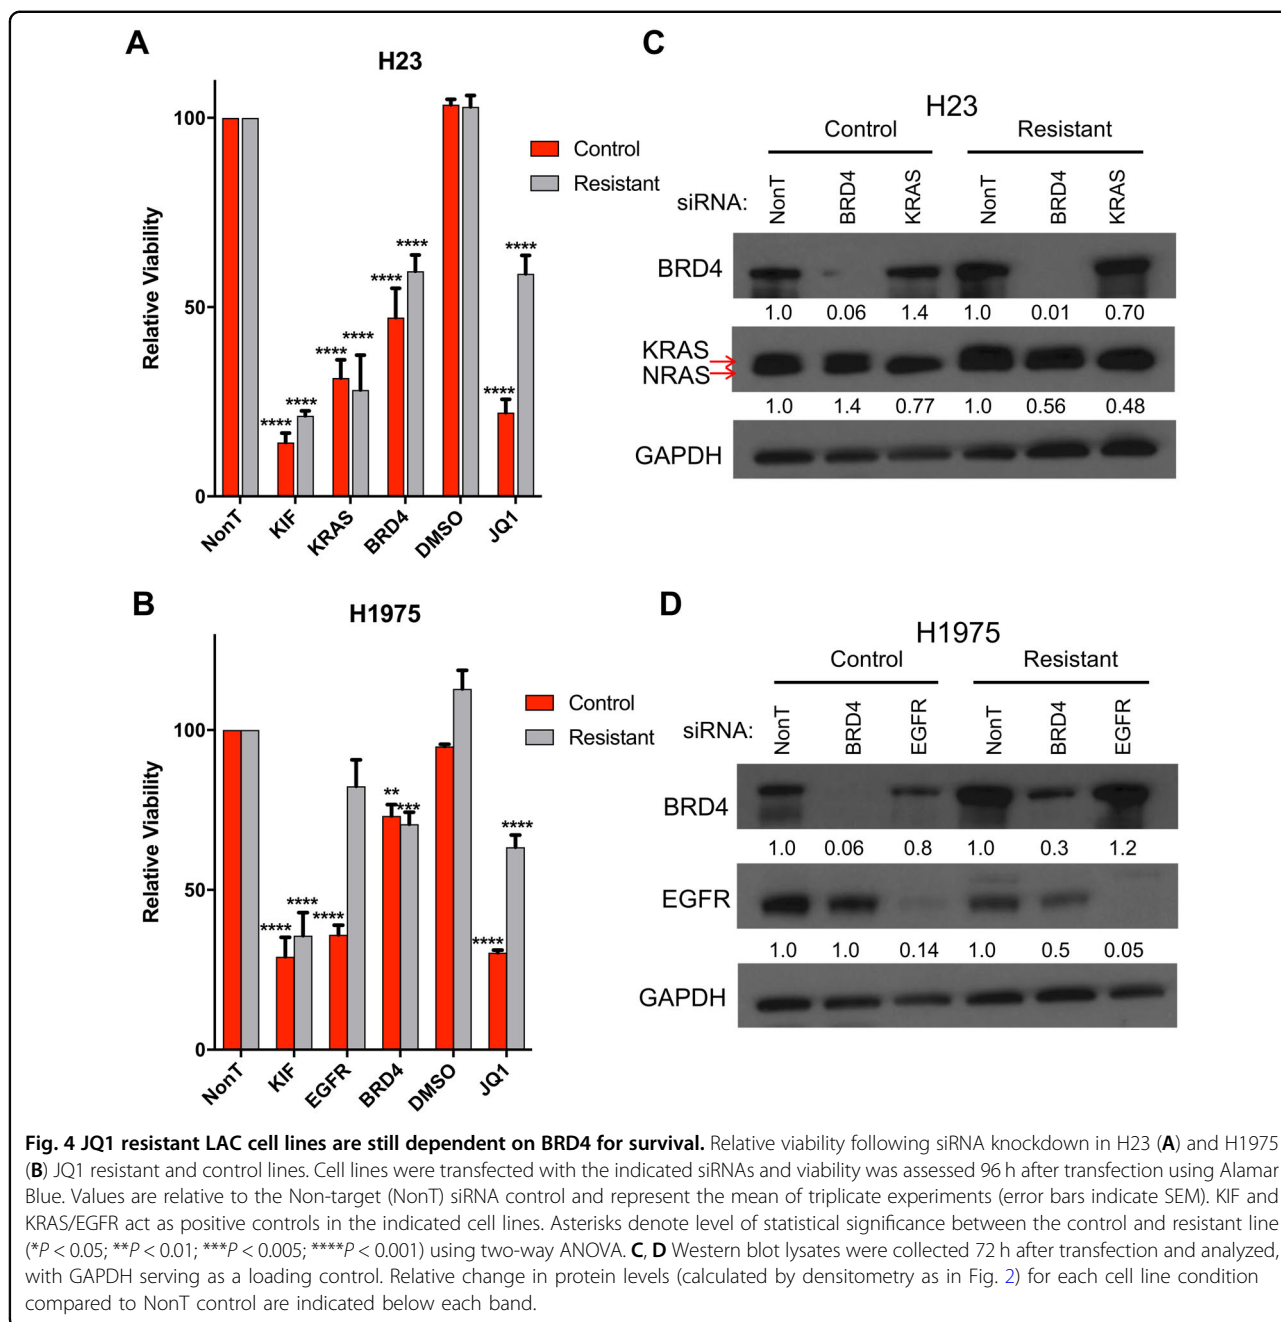 A
H23
Relative Viability
100
50
0
Control
Resistant
**** **** **** **** **** **** **** ****
NonT KIF KRAS BRD4 DMSO JQ1
C
H23
Control Resistant
siRNA: NonT BRD4 KRAS NonT BRD4 KRAS
BRD4
1.0 0.06 1.4 1.0 0.01 0.70
KRAS
NRAS
1.0 1.4 0.77 1.0 0.56 0.48
GAPDH
B
H1975
Relative Viability
100
50
0
Control
Resistant
**** **** **** ** *** **** ****
NonT KIF EGFR BRD4 DMSO JQ1
D
H1975
Control Resistant
siRNA: NonT BRD4 EGFR NonT BRD4 EGFR
BRD4
1.0 0.06 0.8 1.0 0.3 1.2
EGFR
1.0 1.0 0.14 1.0 0.5 0.05
GAPDH
Fig. 4 JQ1 resistant LAC cell lines are still dependent on BRD4 for survival. Relative viability following siRNA knockdown in H23 (A) and H1975
(B) JQ1 resistant and control lines. Cell lines were transfected with the indicated siRNAs and viability was assessed 96 h after transfection using Alamar
Blue. Values are relative to the Non-target (NonT) siRNA control and represent the mean of triplicate experiments (error bars indicate SEM). KIF and
KRAS/EGFR act as positive controls in the indicated cell lines. Asterisks denote level of statistical significance between the control and resistant line
(*P < 0.05; **P < 0.01; ***P < 0.005; ****P < 0.001) using two-way ANOVA. C, D Western blot lysates were collected 72 h after transfection and analyzed,
with GAPDH serving as a loading control. Relative change in protein levels (calculated by densitometry as in Fig. 2) for each cell line condition
compared to NonT control are indicated below each band.